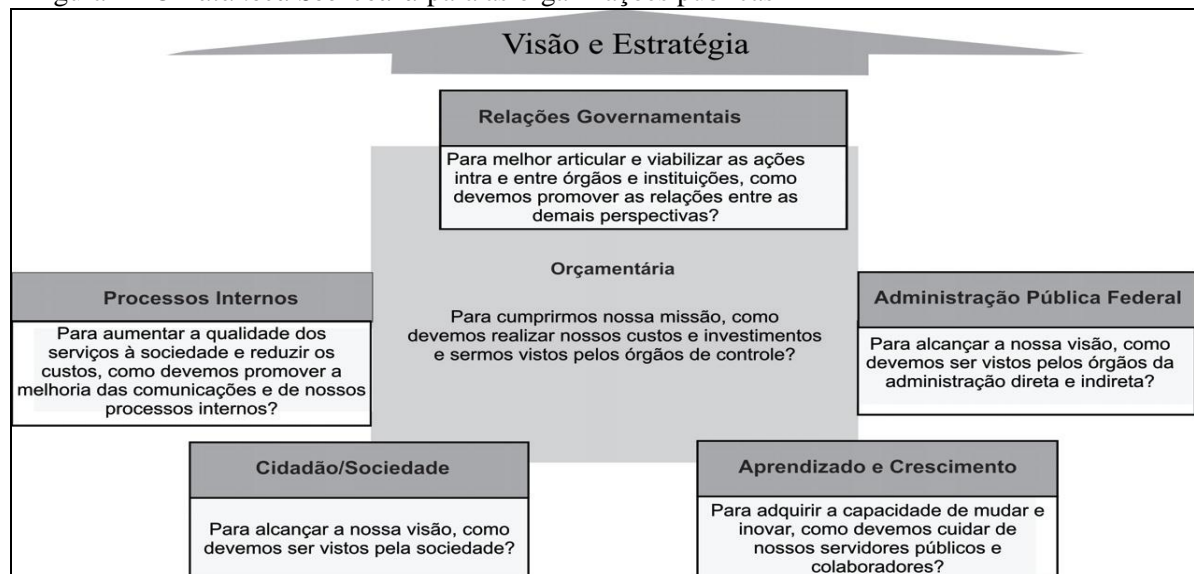 Visão e Estratégia
Relações Governamentais
Para melhor articular e viabilizar as ações
intra e entre órgãos e instituições, como
devemos promover as relações entre as
demais perspectivas?
Orçamentária
Para cumprirmos nossa missão, como
devemos realizar nossos custos e investimentos
e sermos vistos pelos órgãos de controle?
Processos Internos
Para aumentar a qualidade dos
serviços à sociedade e reduzir os
custos, como devemos promover a
melhoria das comunicações e de nossos
processos internos?
Administração Pública Federal
Para alcançar a nossa visão, como
devemos ser vistos pelos órgãos da
administração direta e indireta?
Cidadão/Sociedade
Para alcançar a nossa visão, como
devemos ser vistos pela sociedade?
Aprendizado e Crescimento
Para adquirir a capacidade de mudar e
inovar, como devemos cuidar de
nossos servidores públicos e
colaboradores?